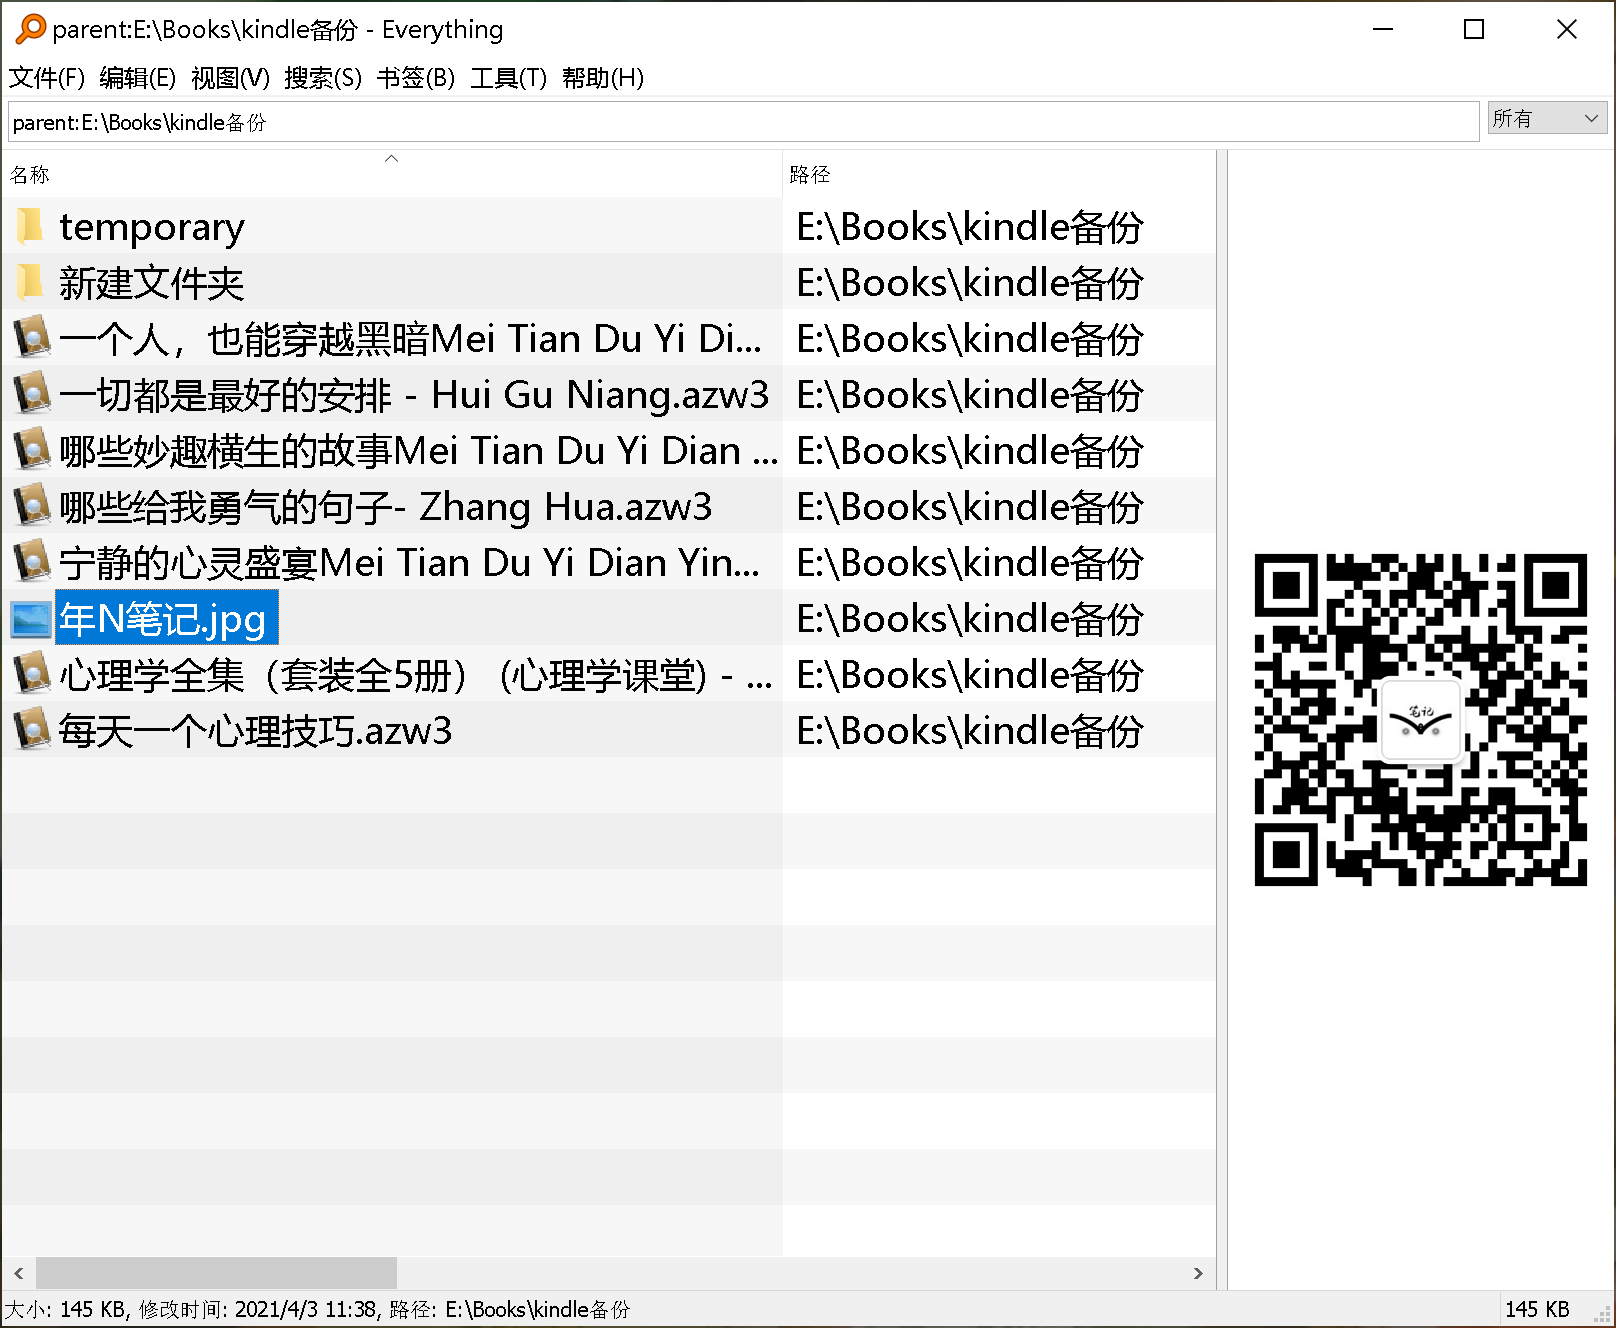 parent:E:\Books\kindle备份 - Everything
文件(F) 编辑(E) 视图(V) 搜索(S) 书签(B) 工具(T) 帮助(H)
parent:E:\Books\kindle备份 所有
名称 路径
temporary E:\Books\kindle备份
新建文件夹 E:\Books\kindle备份
一个人，也能穿越黑暗Mei Tian Du Yi Di... E:\Books\kindle备份
一切都是最好的安排 - Hui Gu Niang.azw3 E:\Books\kindle备份
哪些妙趣横生的故事Mei Tian Du Yi Dian ... E:\Books\kindle备份
哪些给我勇气的句子- Zhang Hua.azw3 E:\Books\kindle备份
宁静的心灵盛宴Mei Tian Du Yi Dian Yin... E:\Books\kindle备份
年N笔记.jpg E:\Books\kindle备份
心理学全集（套装全5册） (心理学课堂) - ... E:\Books\kindle备份
每天一个心理技巧.azw3 E:\Books\kindle备份
笔记
大小: 145 KB, 修改时间: 2021/4/3 11:38, 路径: E:\Books\kindle备份 145 KB